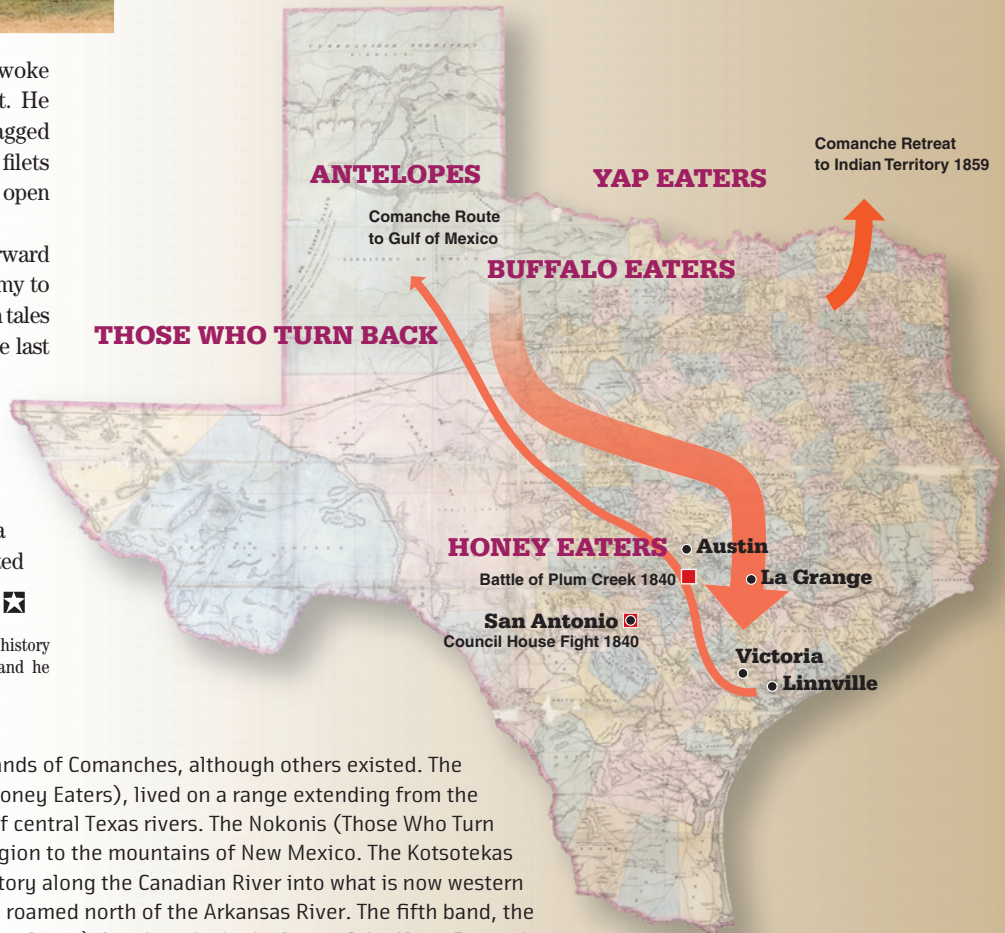 woke
t. He
agged
filets
open
rward
my to
tales
e last
a
ted
history
and he
ANTELOPES
Comanche Route
to Gulf of Mexico
YAP EATERS
Comanche Retreat
to Indian Territory 1859
BUFFALO EATERS
THOSE WHO TURN BACK
HONEY EATERS
Austin
Battle of Plum Creek 1840
La Grange
San Antonio
Council House Fight 1840
Victoria
Linnville
ands of Comanches, although others existed. The
oney Eaters), lived on a range extending from the
f central Texas rivers. The Nokonis (Those Who Turn
egion to the mountains of New Mexico. The Kotsotekas
tory along the Canadian River into what is now western
roamed north of the Arkansas River. The fifth band, the